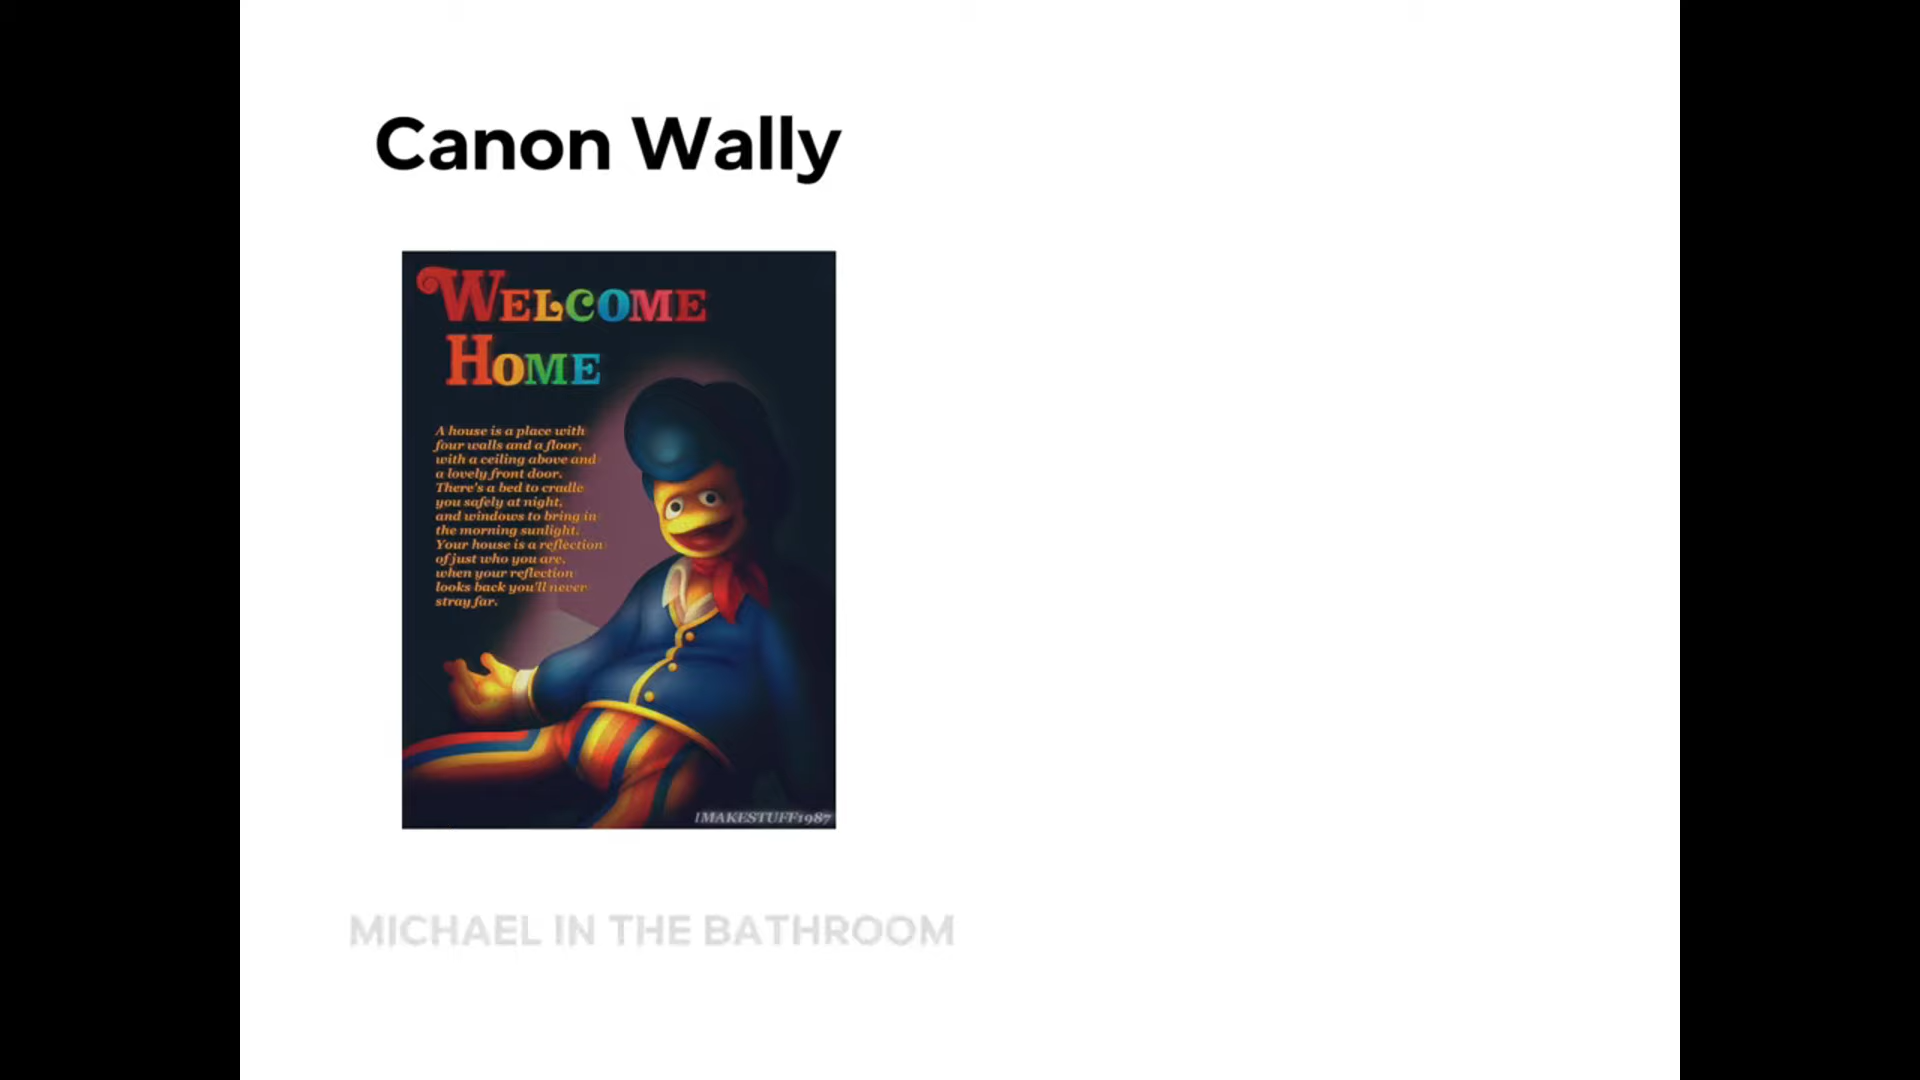 Canon Wally
WELCOME
HOME
A house is a place with
four walls and a floor,
with a ceiling above and
a lovely front door.
There's a bed to cradle
you safely at night,
and windows to bring in
the morning sunlight.
Your house is a reflection
of just who you are,
when your reflection
looks back you'll never
stray far.
IMAKESTUFF1987
MICHAEL IN THE BATHROOM